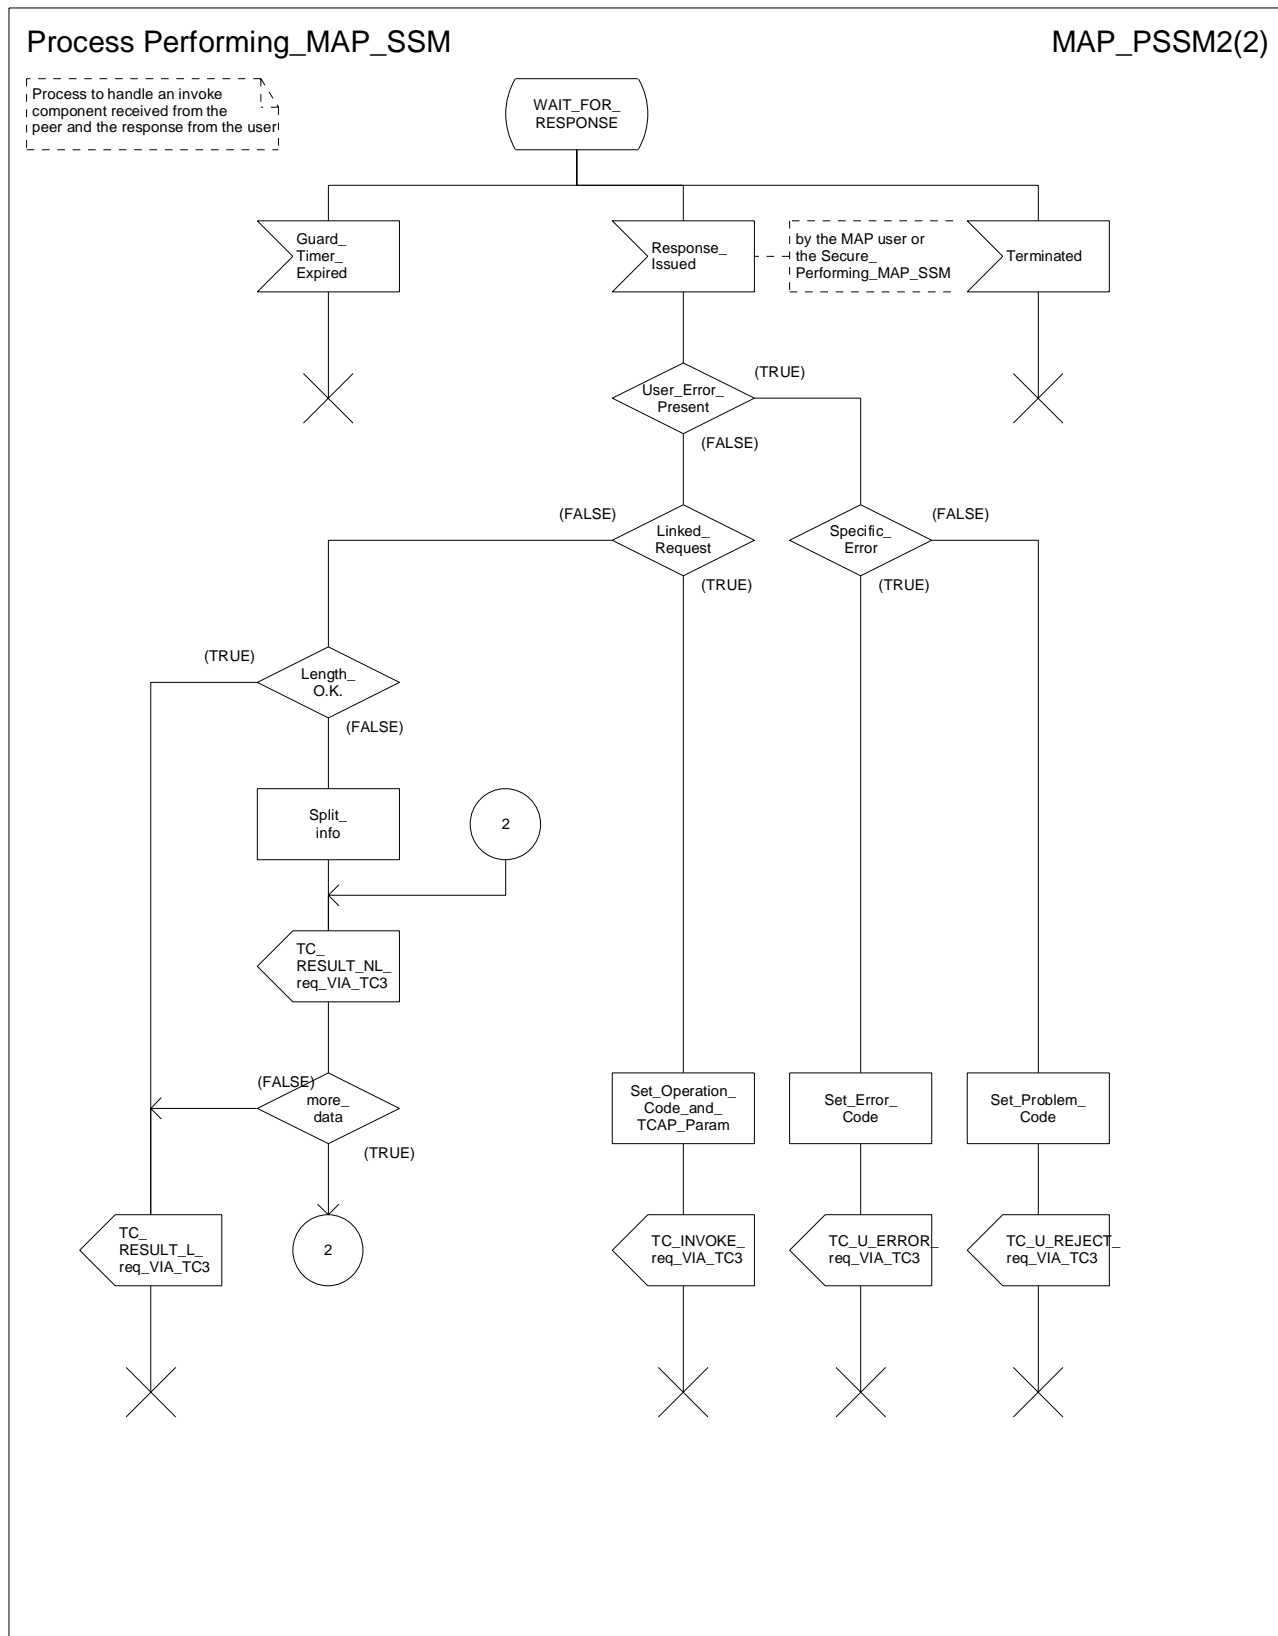 Process Performing_MAP_SSM
MAP_PSSM2(2)
Process to handle an invoke
component received from the
peer and the response from the user
WAIT_FOR_
RESPONSE
Guard_
Timer_
Expired
Response_
Issued
by the MAP user or
the Secure_
Performing_MAP_SSM
Terminated
User_Error_
Present
(TRUE)
(FALSE)
(FALSE)
Linked_
Request
(TRUE)
Specific_
Error
(FALSE)
(TRUE)
(TRUE)
Length_
O.K.
(FALSE)
Split_
info
2
TC_
RESULT_NL_
req_VIA_TC3
(FALSE)
more_
data
(TRUE)
Set_Operation_
Code_and_
TCAP_Param
Set_Error_
Code
Set_Problem_
Code
TC_
RESULT_L_
req_VIA_TC3
2
TC_INVOKE_
req_VIA_TC3
TC_U_ERROR_
req_VIA_TC3
TC_U_REJECT_
req_VIA_TC3